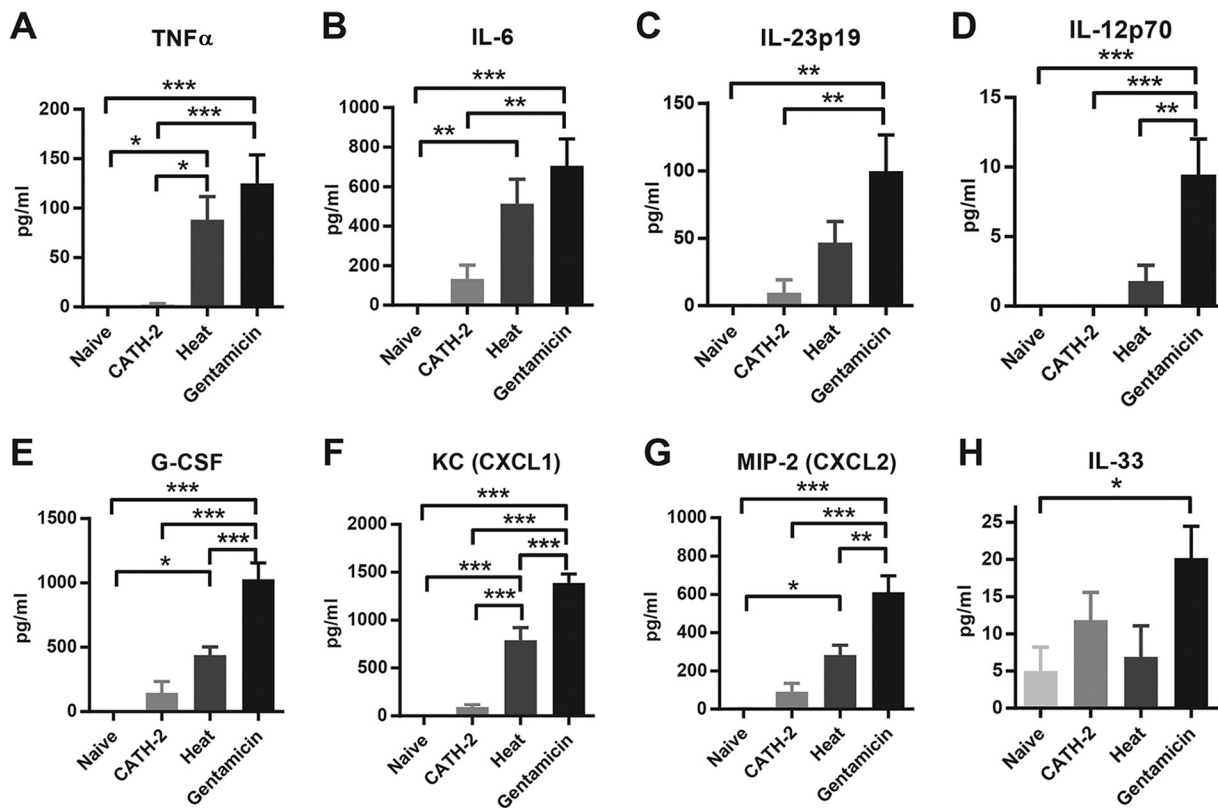 A
TNFα
***
***
*
*
200
150
100
50
0
pg/ml
Naive
CATH-2
Heat
Gentamicin
B
IL-6
***
**
**
1000
800
600
400
200
0
pg/ml
Naive
CATH-2
Heat
Gentamicin
C
IL-23p19
**
**
150
100
50
0
pg/ml
Naive
CATH-2
Heat
Gentamicin
D
IL-12p70
***
***
**
15
10
5
0
pg/ml
Naive
CATH-2
Heat
Gentamicin
E
G-CSF
***
***
***
*
1500
1000
500
0
pg/ml
Naive
CATH-2
Heat
Gentamicin
F
KC (CXCL1)
***
***
***
***
***
2000
1500
1000
500
0
pg/ml
Naive
CATH-2
Heat
Gentamicin
G
MIP-2 (CXCL2)
***
***
**
*
1000
800
600
400
200
0
pg/ml
Naive
CATH-2
Heat
Gentamicin
H
IL-33
*
25
20
15
10
5
0
pg/ml
Naive
CATH-2
Heat
Gentamicin